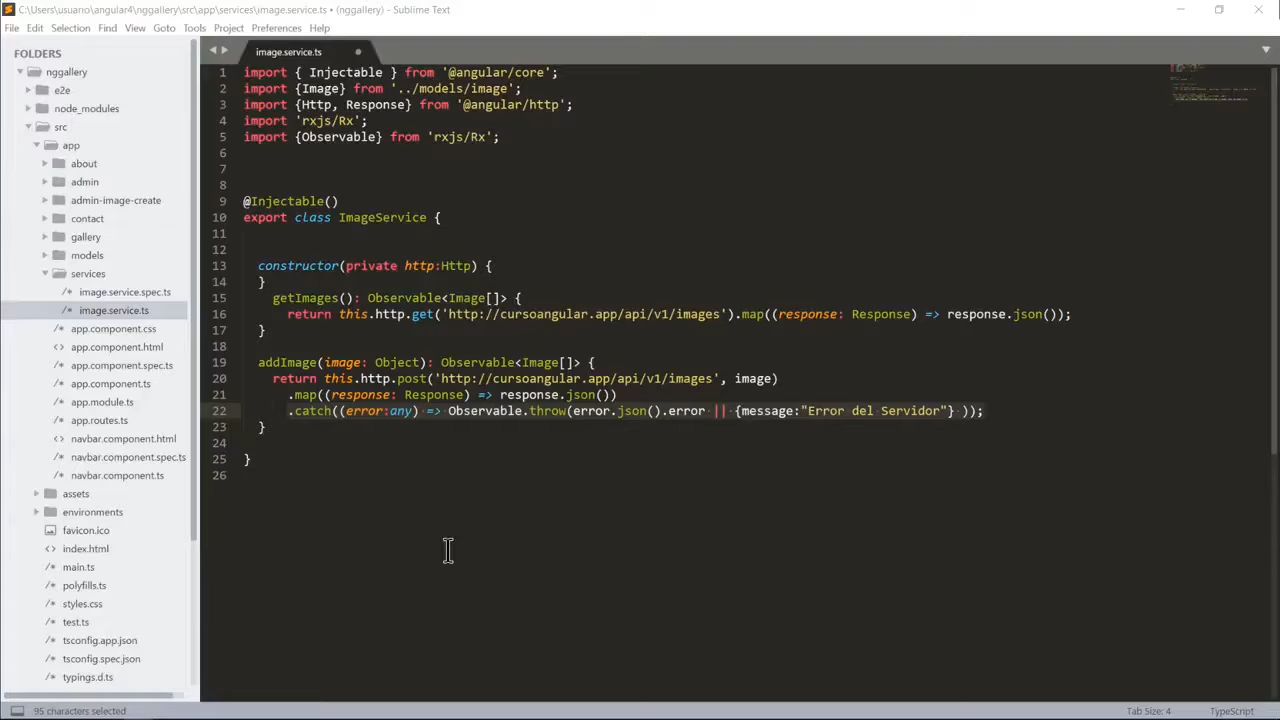 C:\Users\usuario\angular4\nggallery\src\app\services\image.service.ts • (nggallery) - Sublime Text
File Edit Selection Find View Goto Tools Project Preferences Help
FOLDERS
nggallery
e2e
node_modules
src
app
about
admin
admin-image-create
contact
gallery
models
services
image.service.spec.ts
image.service.ts
app.component.css
app.component.html
app.component.spec.ts
app.component.ts
app.module.ts
app.routes.ts
navbar.component.html
navbar.component.spec.ts
navbar.component.ts
assets
environments
favicon.ico
index.html
main.ts
polyfills.ts
styles.css
test.ts
tsconfig.app.json
tsconfig.spec.json
typings.d.ts
image.service.ts
1 import { Injectable } from '@angular/core';
2 import {Image} from '../models/image';
3 import {Http, Response} from '@angular/http';
4 import 'rxjs/Rx';
5 import {Observable} from 'rxjs/Rx';
6
7
8
9 @Injectable()
10 export class ImageService {
11
12
13 constructor(private http:Http) {
14 }
15 getImages(): Observable<Image[]> {
16 return this.http.get('http://cursoangular.app/api/v1/images').map((response: Response) => response.json());
17 }
18
19 addImage(image: Object): Observable<Image[]> {
20 return this.http.post('http://cursoangular.app/api/v1/images', image)
21 .map((response: Response) => response.json())
22 .catch((error:any) => Observable.throw(error.json().error || {message:"Error del Servidor"} ));
23 }
24
25 }
26
95 characters selected
Tab Size: 4 TypeScript